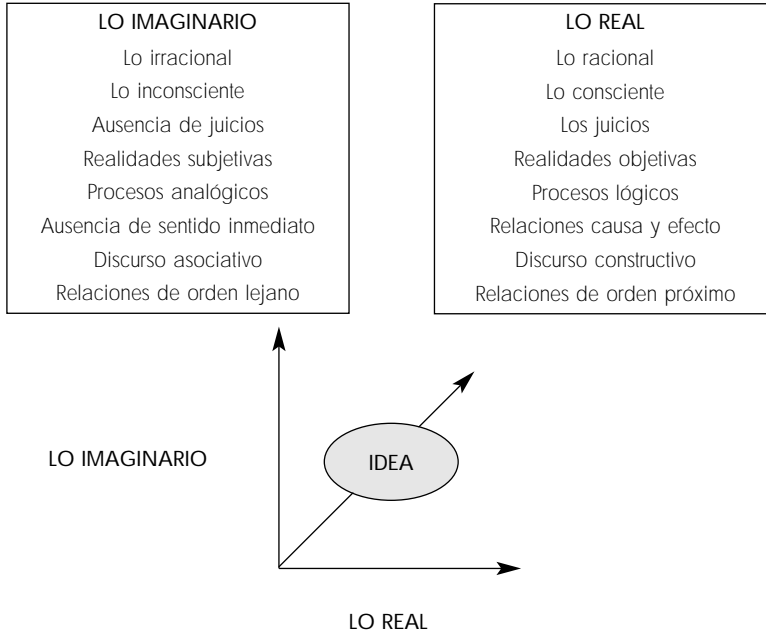 LO IMAGINARIO
Lo irracional
Lo inconsciente
Ausencia de juicios
Realidades subjetivas
Procesos analógicos
Ausencia de sentido inmediato
Discurso asociativo
Relaciones de orden lejano
LO REAL
Lo racional
Lo consciente
Los juicios
Realidades objetivas
Procesos lógicos
Relaciones causa y efecto
Discurso constructivo
Relaciones de orden próximo
LO IMAGINARIO
IDEA
LO REAL